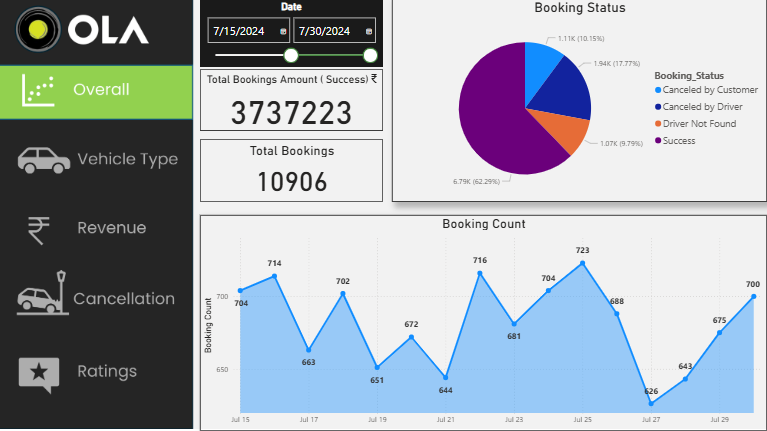 OLA
Overall
Vehicle Type
Revenue
Cancellation
Ratings
Date
7/15/2024 7/30/2024
Total Bookings Amount ( Success) ₹
3737223
Total Bookings
10906
Booking Status
1.11K (10.15%)
1.94K (17.77%)
1.07K (9.79%)
6.79K (62.29%)
Booking_Status
Canceled by Customer
Canceled by Driver
Driver Not Found
Success
Booking Count
Booking Count
700
650
704
714
663
702
651
672
644
716
681
704
723
688
626
643
675
700
Jul 15 Jul 17 Jul 19 Jul 21 Jul 23 Jul 25 Jul 27 Jul 29